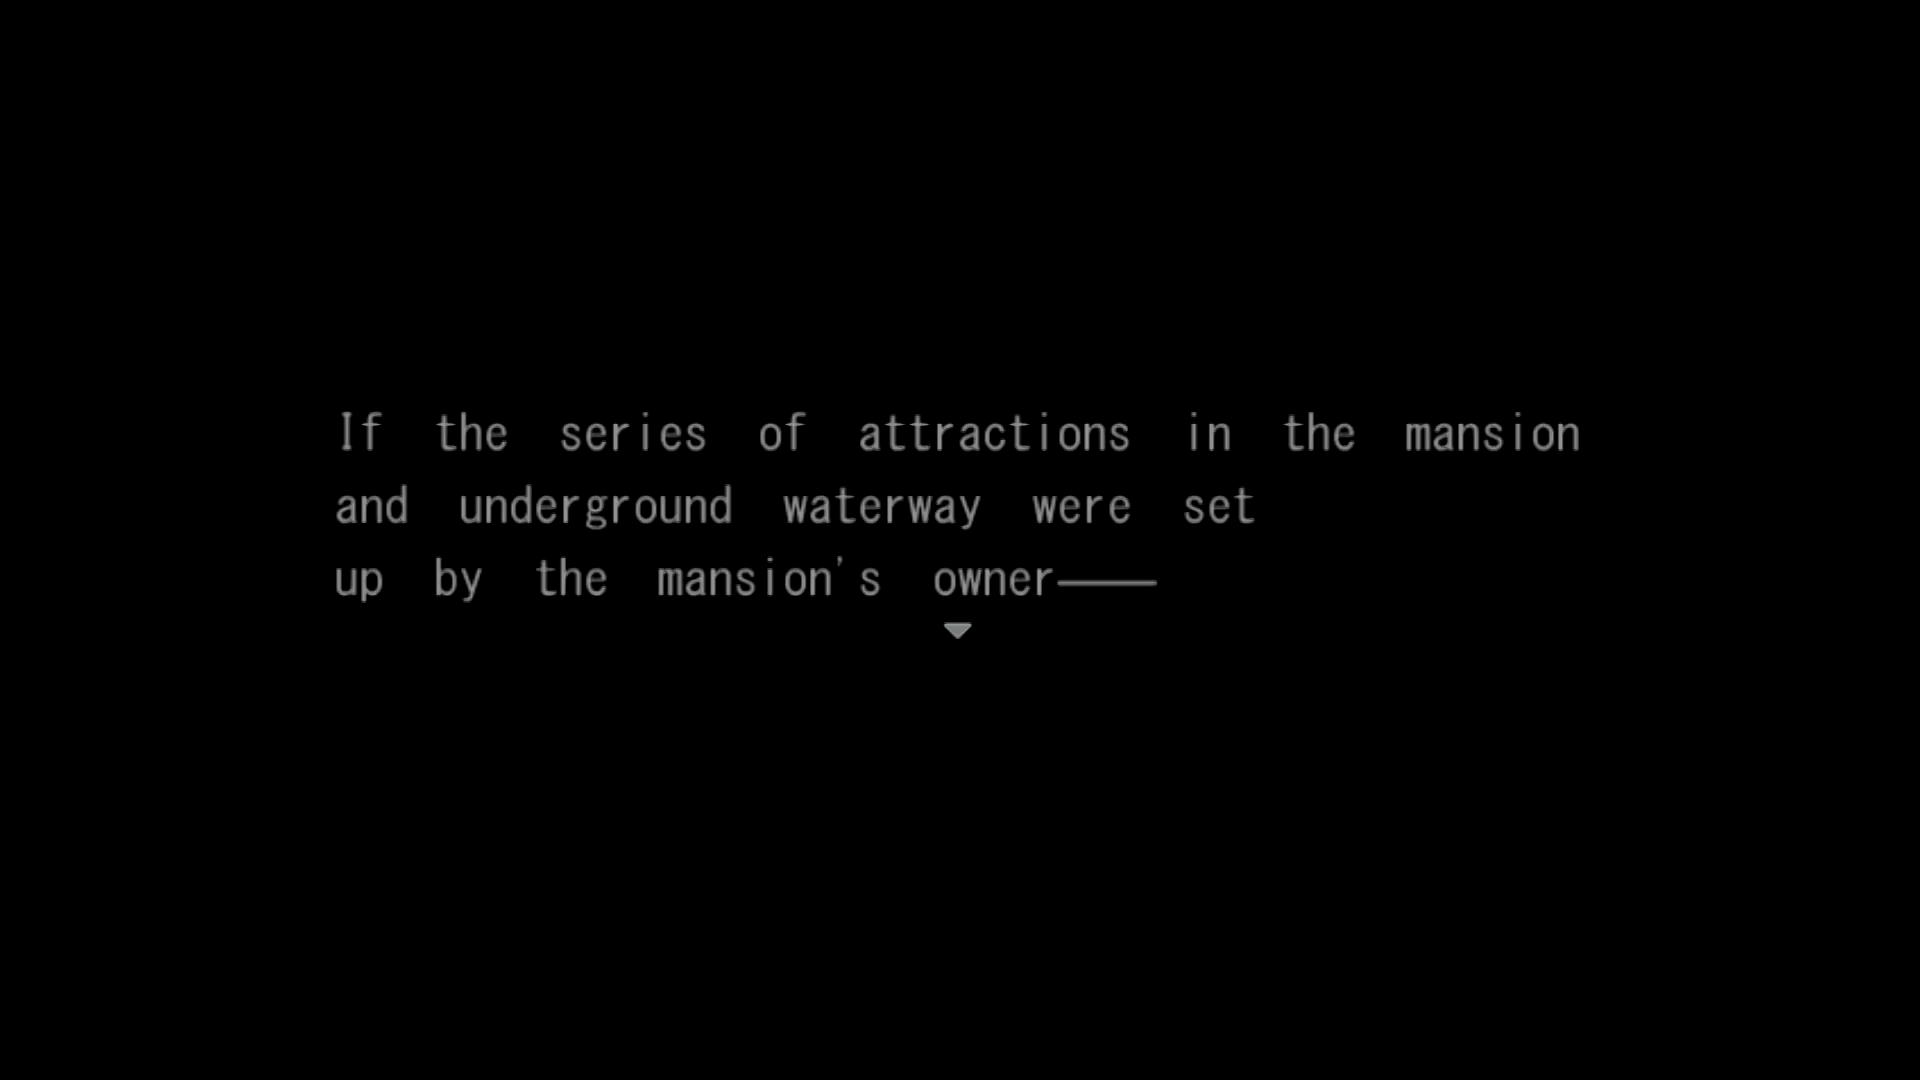 If the series of attractions in the mansion
and underground waterway were set
up by the mansion's owner――